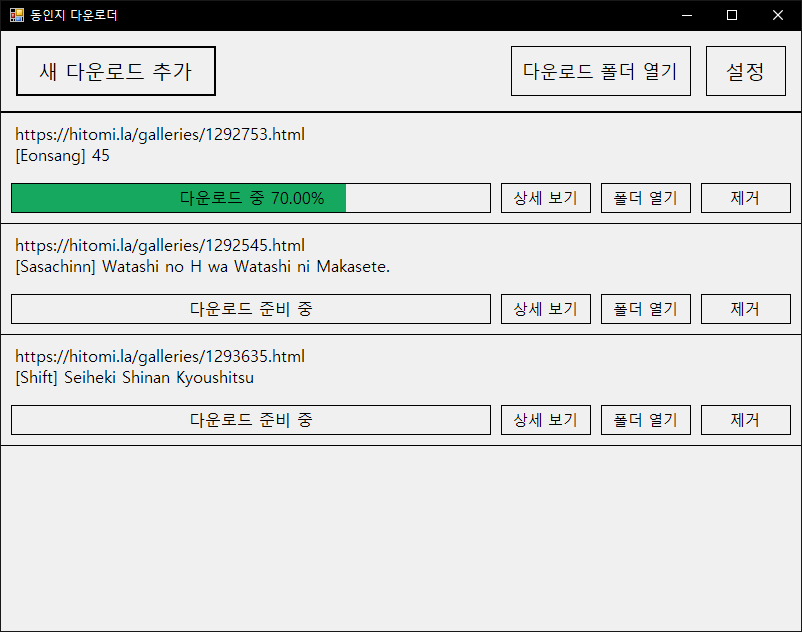 동인지 다운로더
새 다운로드 추가
다운로드 폴더 열기
설정
https://hitomi.la/galleries/1292753.html
[Eonsang] 45
다운로드 중 70.00%
상세 보기
폴더 열기
제거
https://hitomi.la/galleries/1292545.html
[Sasachinn] Watashi no H wa Watashi ni Makasete.
다운로드 준비 중
상세 보기
폴더 열기
제거
https://hitomi.la/galleries/1293635.html
[Shift] Seiheki Shinan Kyoushitsu
다운로드 준비 중
상세 보기
폴더 열기
제거